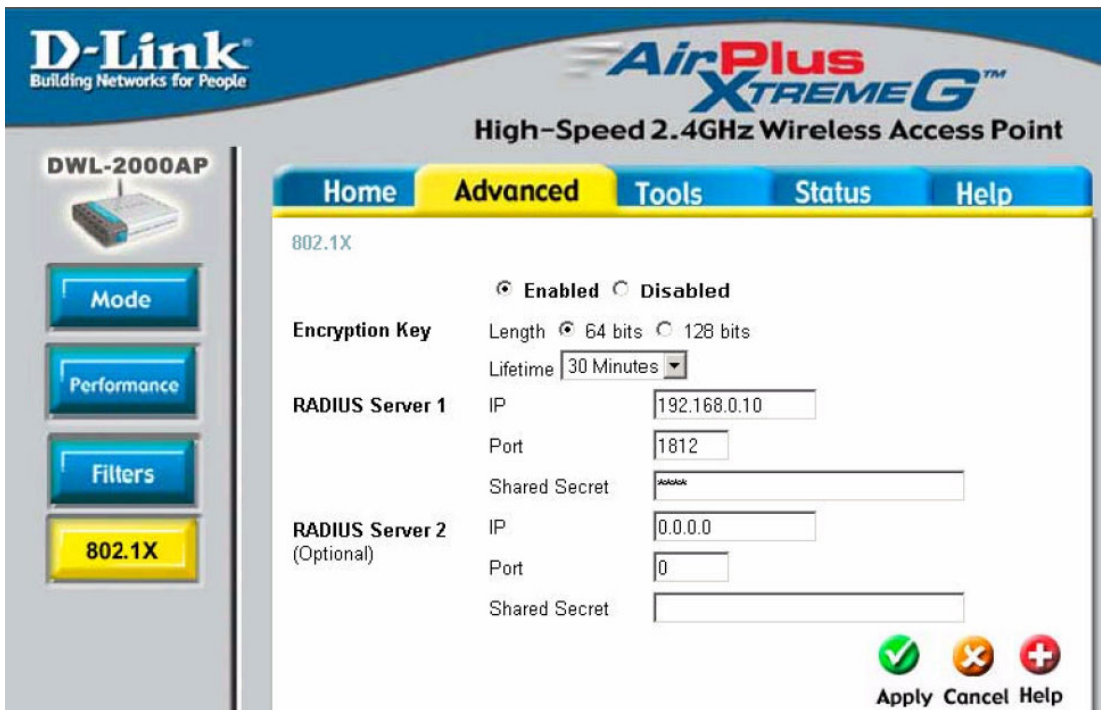 D-Link
Building Networks for People
AirPlus
XTREME G™
High-Speed 2.4GHz Wireless Access Point
DWL-2000AP
Mode
Performance
Filters
802.1X
Home Advanced Tools Status Help
802.1X
Enabled Disabled
Encryption Key Length 64 bits 128 bits
Lifetime 30 Minutes
RADIUS Server 1 IP 192.168.0.10
Port 1812
Shared Secret *****
RADIUS Server 2 IP 0.0.0.0
(Optional)
Port 0
Shared Secret
Apply Cancel Help